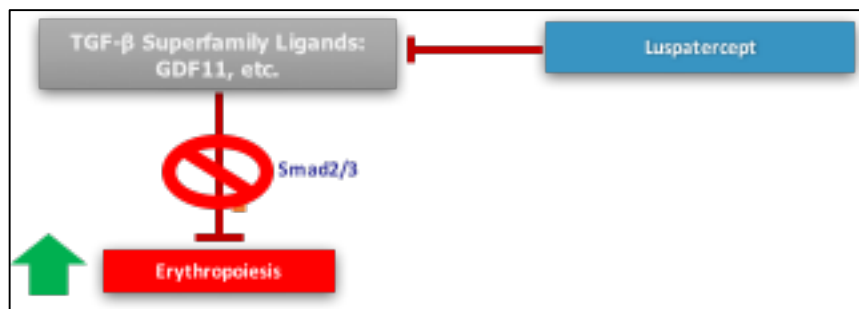 TGF-β Superfamily Ligands:
GDF11, etc.
Luspatercept
Smad2/3
Erythropoiesis